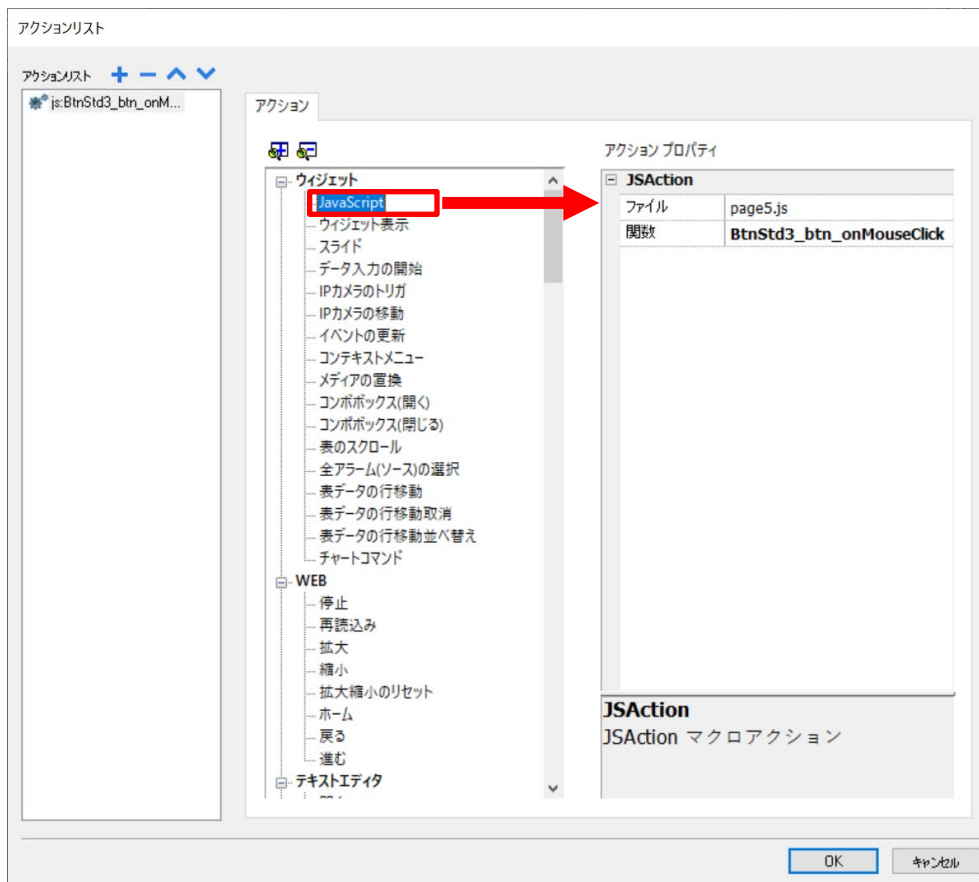 アクションリスト
アクションリスト
js:BtnStd3_btn_onM...
アクション
ウィジェット
JavaScript
ウィジェット表示
スライド
データ入力の開始
IPカメラのトリガ
IPカメラの移動
イベントの更新
コンテキストメニュー
メディアの置換
コンボボックス(開く)
コンボボックス(閉じる)
表のスクロール
全アラーム(ソース)の選択
表データの行移動
表データの行移動取消
表データの行移動並べ替え
チャートコマンド
WEB
停止
再読込み
拡大
縮小
拡大縮小のリセット
ホーム
戻る
進む
テキストエディタ
アクション プロパティ
JSAction
ファイル page5.js
関数 BtnStd3_btn_onMouseClick
JSAction
JSAction マクロアクション
OK キャンセル